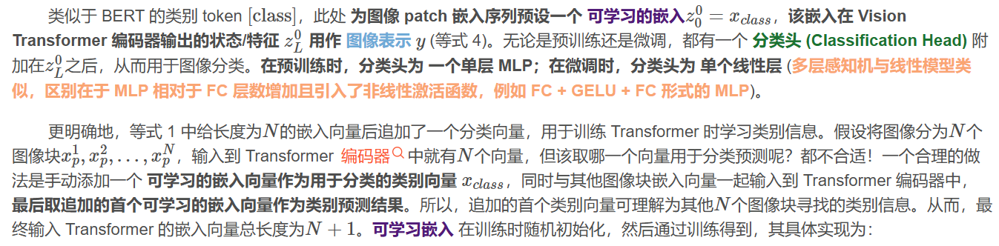 类似于 BERT 的类别 token [class]，此处 为图像 patch 嵌入序列预设一个 可学习的嵌入$z_0^0 = x_{class}$，该嵌入在 Vision
Transformer 编码器输出的状态/特征 $z_L^0$ 用作 图像表示 $y$ (等式 4)。无论是预训练还是微调，都有一个 分类头 (Classification Head) 附
加在$z_L^0$之后，从而用于图像分类。在预训练时，分类头为 一个单层 MLP；在微调时，分类头为 单个线性层 (多层感知机与线性模型类
似，区别在于 MLP 相对于 FC 层数增加且引入了非线性激活函数，例如 FC + GELU + FC 形式的 MLP)。
更明确地，等式 1 中给长度为$N$的嵌入向量后追加了一个分类向量，用于训练 Transformer 时学习类别信息。假设将图像分为$N$个
图像块$x_p^1, x_p^2, \ldots, x_p^N$，输入到 Transformer 编码器 中就有$N$个向量，但该取哪一个向量用于分类预测呢？都不合适！一个合理的做
法是手动添加一个 可学习的嵌入向量作为用于分类的类别向量 $x_{class}$，同时与其他图像块嵌入向量一起输入到 Transformer 编码器中，
最后取追加的首个可学习的嵌入向量作为类别预测结果。所以，追加的首个类别向量可理解为其他$N$个图像块寻找的类别信息。从而，最
终输入 Transformer 的嵌入向量总长度为$N + 1$。可学习嵌入 在训练时随机初始化，然后通过训练得到，其具体实现为：